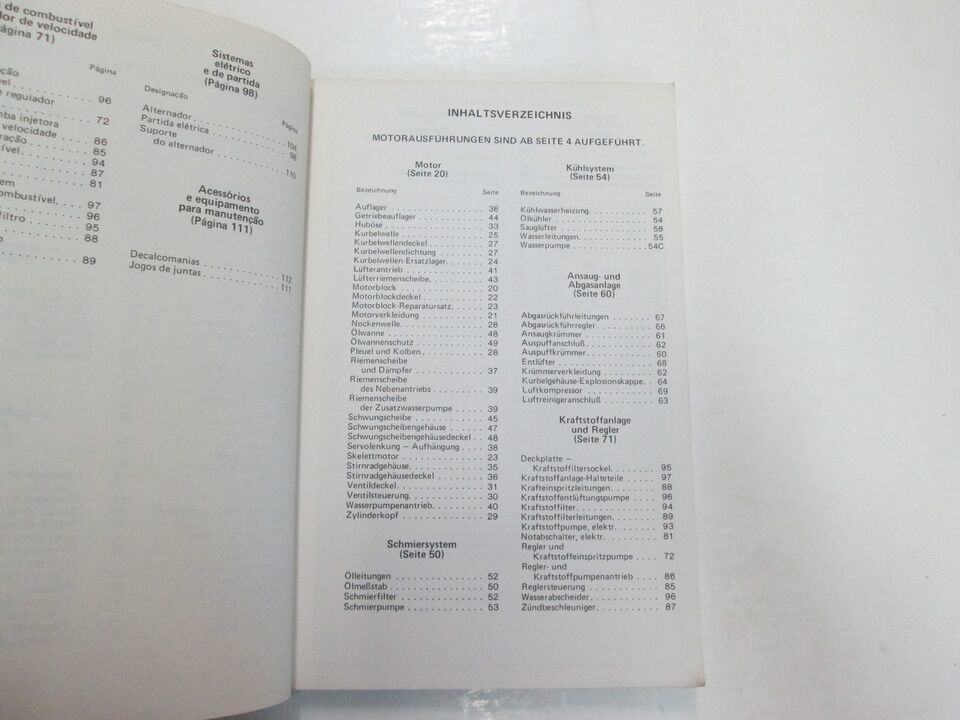 de combustível
dor de velocidade
Página 71)
Página
96
e regulador
72
injetora
velocidade . . . . . . 86
85
94
87
81
97
96
95
88
89
Sistemas
elétrico
e de partida
(Página 98)
Designação Página
Alternador. . . . . . . . . . 104
Partida elétrica . . . . . . . . 98
Suporte
do alternador . . . . . . . . 110
Acessórios
e equipamento
para manutenção
(Página 111)
Decalcomanias . . . . . . . . 112
Jogos de juntas . . . . . . . . 111
INHALTSVERZEICHNIS
MOTORAUSFÜHRUNGEN SIND AB SEITE 4 AUFGEFÜHRT.
Motor
(Seite 20)
Bezeichnung Seite
Auflager . . . . . . . . 36
Getriebeauflager . . . . . . . . 44
Huböse . . . . . . . . 33
Kurbelwelle . . . . . . . . 25
Kurbelwellendeckel . . . . . . . . 27
Kurbelwellendichtung . . . . . . . . 27
Kurbelwellen-Ersatzlager. . . . . . . . 24
Lüfterantrieb . . . . . . . . 41
Lüfterriemenscheibe. . . . . . . . 43
Motorblock . . . . . . . . 20
Motorblockdeckel . . . . . . . . 22
Motorblock-Reparatursatz. . . . . . . . 23
Motorverkleidung . . . . . . . . 21
Nockenwelle. . . . . . . . 28
Ölwanne . . . . . . . . 48
Ölwannenschutz . . . . . . . . 49
Pleuel und Kolben . . . . . . . . 28
Riemenscheibe
und Dämpfer . . . . . . . . 37
Riemenscheibe
des Nebenantriebs . . . . . . . . 39
Riemenscheibe
der Zusatzwasserpumpe . . . . . 39
Schwungscheibe . . . . . . . . 45
Schwungscheibengehäuse . . . . . . . 47
Schwungscheibengehäusedeckel . . 48
Servolenkung – Aufhängung . . . . 38
Skelettmotor . . . . . . . . 23
Stirnradgehäuse. . . . . . . . 35
Stirnradgehäusedeckel . . . . . . . . 36
Ventildeckel . . . . . . . . 31
Ventilsteuerung. . . . . . . . 30
Wasserpumpenantrieb. . . . . . . . 40
Zylinderkopf . . . . . . . . 29
Schmiersystem
(Seite 50)
Ölleitungen . . . . . . . . 52
Ölmeßstab . . . . . . . . 50
Schmierfilter . . . . . . . . 52
Schmierpumpe . . . . . . . . 53
Kühlsystem
(Seite 54)
Bezeichnung Seite
Kühlwasserheizung. . . . . . . . 57
Ölkühler . . . . . . . . 54
Sauglüfter . . . . . . . . 58
Wasserleitungen. . . . . . . . 55
Wasserpumpe . . . . . . . . 54C
Ansaug- und
Abgasanlage
(Seite 60)
Abgasrückführleitungen . . . . . . . 67
Abgasrückführregler. . . . . . . . 66
Ansaugkrümmer . . . . . . . . 61
Auspuffanschluß . . . . . . . . 62
Auspuffkrümmer. . . . . . . . 60
Entlüfter . . . . . . . . 68
Krümmerverkleidung . . . . . . . . 62
Kurbelgehäuse-Explosionskappe. . 64
Luftkompressor . . . . . . . . 69
Luftreinigeranschluß . . . . . . . . 63
Kraftstoffanlage
und Regler
(Seite 71)
Deckplatte –
Kraftstoffiltersockel. . . . . . . . 95
Kraftstoffanlage-Halteteile . . . . . 97
Krafteinspritzleitungen . . . . . . . 88
Kraftstoffentlüftungspumpe . . . . 96
Kraftstoffilter. . . . . . . . 94
Kraftstoffilterleitungen. . . . . . . . 89
Kraftstoffpumpe, elektr. . . . . . . 93
Notabschalter, elektr. . . . . . . . 81
Regler und
Kraftstoffeinspritzpumpe . . . . 72
Regler- und
Kraftstoffpumpenantrieb . . . . 86
Reglersteuerung . . . . . . . . 85
Wasserabscheider. . . . . . . . 96
Zündbeschleuniger. . . . . . . . 87